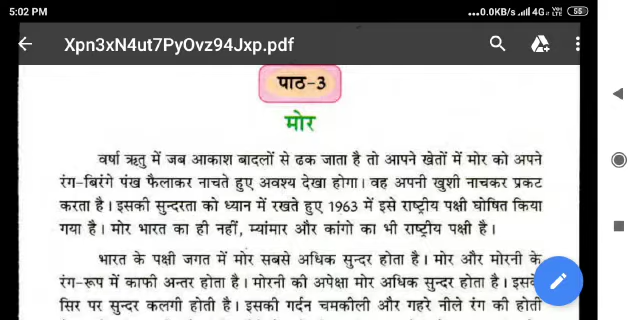 5:02 PM
...0.0KB/s 4G VoLTE 55
Xpn3xN4ut7PyOvz94Jxp.pdf
पाठ-3
मोर
वर्षा ऋतु में जब आकाश बादलों से ढक जाता है तो आपने खेतों में मोर को अपने
रंग-बिरंगे पंख फैलाकर नाचते हुए अवश्य देखा होगा। वह अपनी खुशी नाचकर प्रकट
करता है। इसकी सुन्दरता को ध्यान में रखते हुए 1963 में इसे राष्ट्रीय पक्षी घोषित किया
गया है। मोर भारत का ही नहीं, म्यांमार और कांगो का भी राष्ट्रीय पक्षी है।
भारत के पक्षी जगत में मोर सबसे अधिक सुन्दर होता है। मोर और मोरनी के
रंग-रूप में काफी अन्तर होता है। मोरनी की अपेक्षा मोर अधिक सुन्दर होता है।
सिर पर सुन्दर कलगी होती है। इसकी गर्दन चमकीली और गहरे नीले रंग की होती